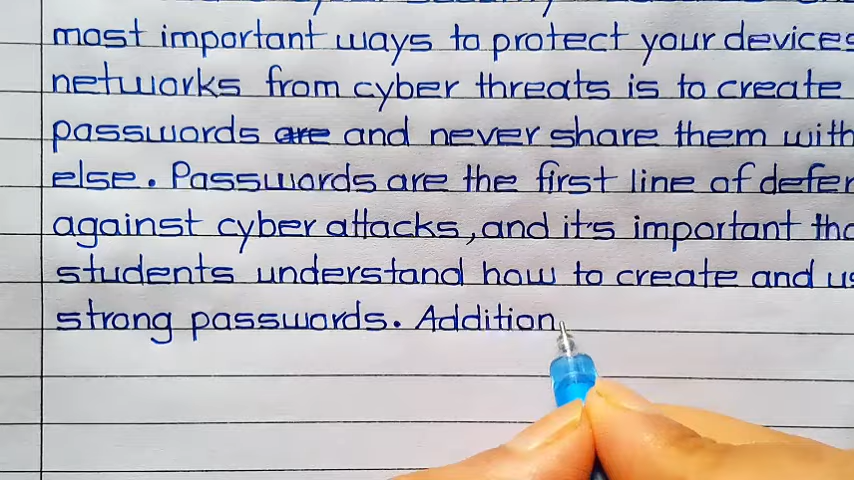 most important ways to protect your devices
networks from cyber threats is to create
passwords are and never share them with
else. Passwords are the first line of defen
against cyber attacks, and it's important tha
students understand how to create and us
strong passwords. Addition